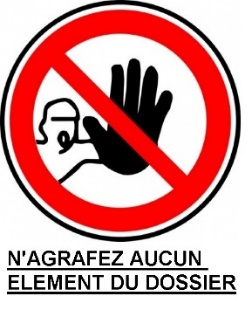 N'AGRAFEZ AUCUN
ELEMENT DU DOSSIER